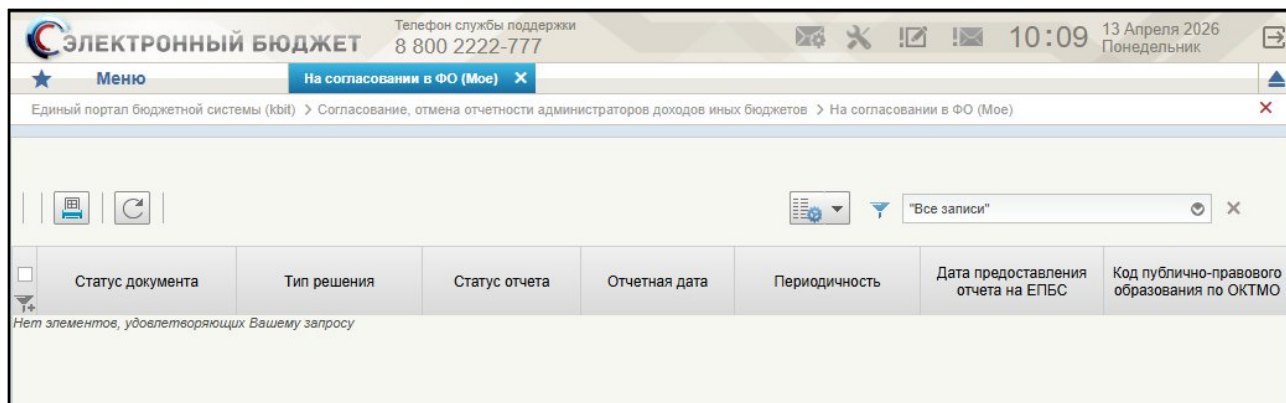 Телефон службы поддержки
ЭЛЕКТРОННЫЙ БЮДЖЕТ 8 800 2222-777 10:09 13 Апреля 2026
Понедельник
Меню На согласовании в ФО (Мое)
Единый портал бюджетной системы (kbit) > Согласование, отмена отчетности администраторов доходов иных бюджетов > На согласовании в ФО (Мое)
"Все записи"
Статус документа Тип решения Статус отчета Отчетная дата Периодичность Дата предоставления отчета на ЕПБС Код публично-правового образования по ОКТМО
Нет элементов, удовлетворяющих Вашему запросу